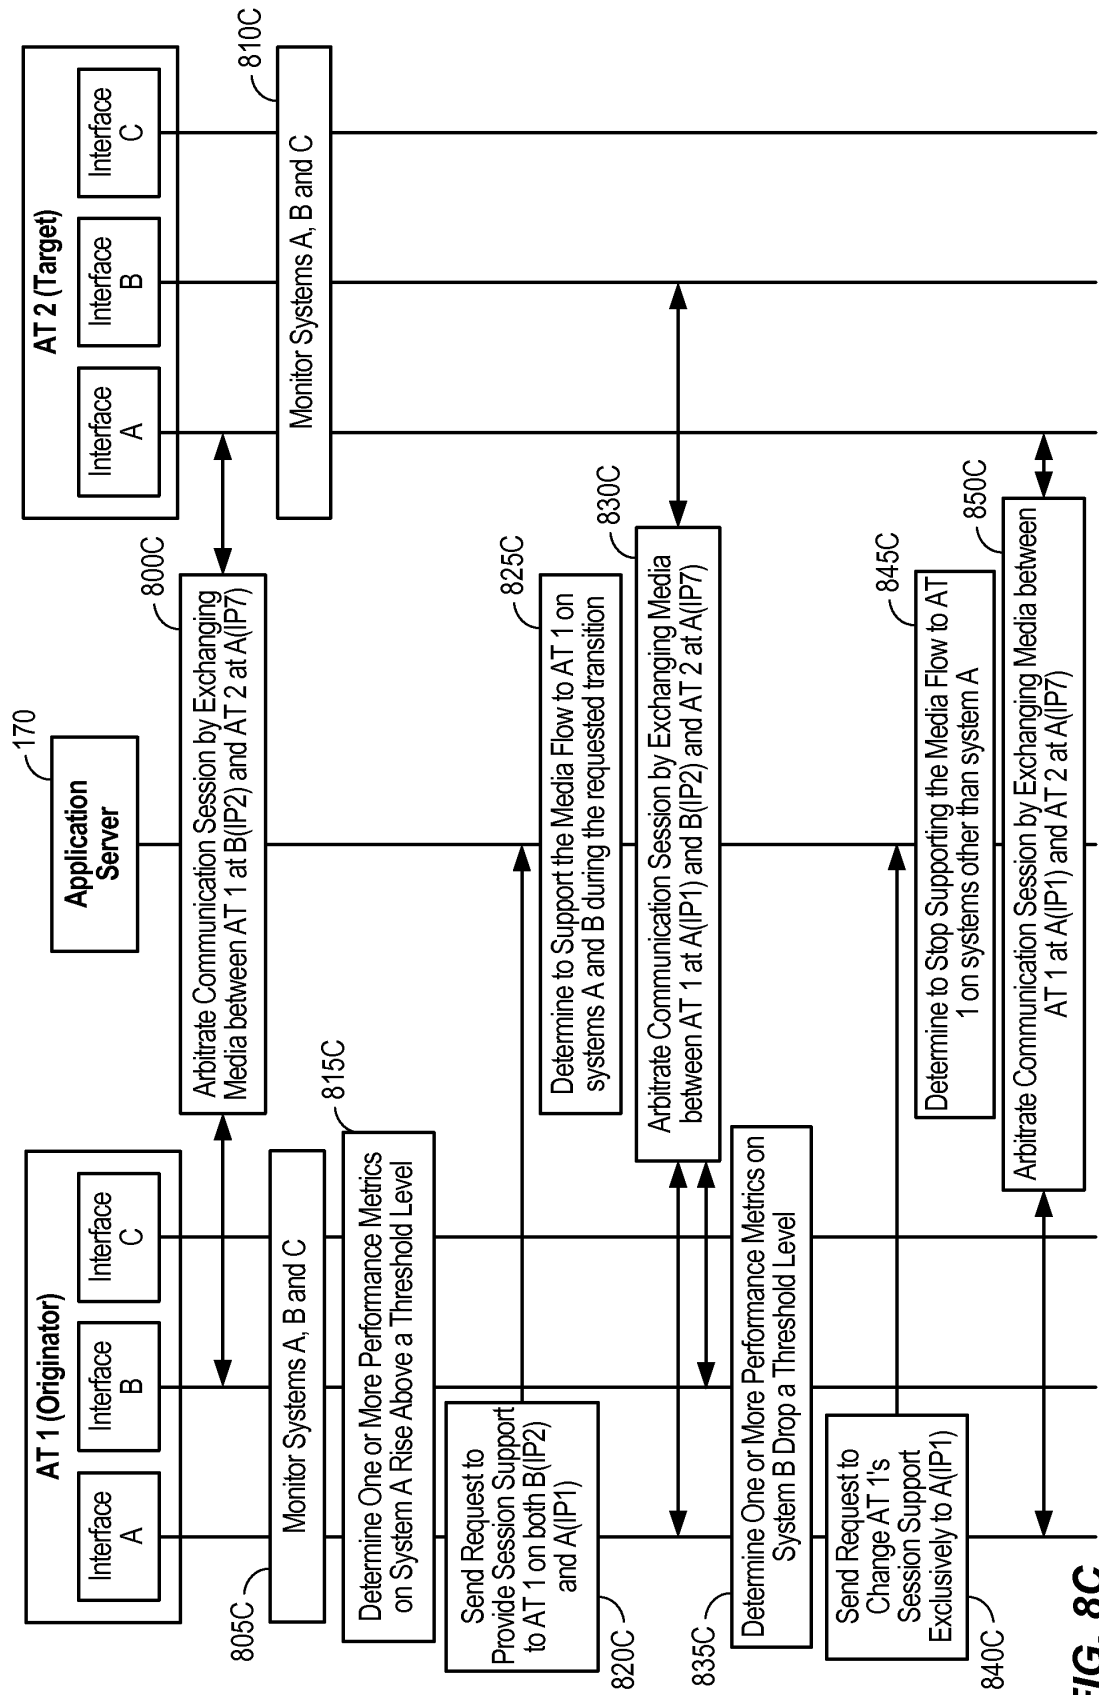 AT 1 (Originator)
Interface
A
Interface
B
Interface
C
170
Application
Server
AT 2 (Target)
Interface
A
Interface
B
Interface
C
800C
Arbitrate Communication Session by Exchanging
Media between AT 1 at B(IP2) and AT 2 at A(IP7)
805C
Monitor Systems A, B and C
810C
Monitor Systems A, B and C
815C
Determine One or More Performance Metrics
on System A Rise Above a Threshold Level
820C
Send Request to
Provide Session Support
to AT 1 on both B(IP2)
and A(IP1)
825C
Determine to Support the Media Flow to AT 1 on
systems A and B during the requested transition
830C
Arbitrate Communication Session by Exchanging Media
between AT 1 at A(IP1) and B(IP2) and AT 2 at A(IP7)
835C
Determine One or More Performance Metrics on
System B Drop a Threshold Level
840C
Send Request to
Change AT 1's
Session Support
Exclusively to A(IP1)
845C
Determine to Stop Supporting the Media Flow to AT
1 on systems other than system A
850C
Arbitrate Communication Session by Exchanging Media between
AT 1 at A(IP1) and AT 2 at A(IP7)
FIG. 8C